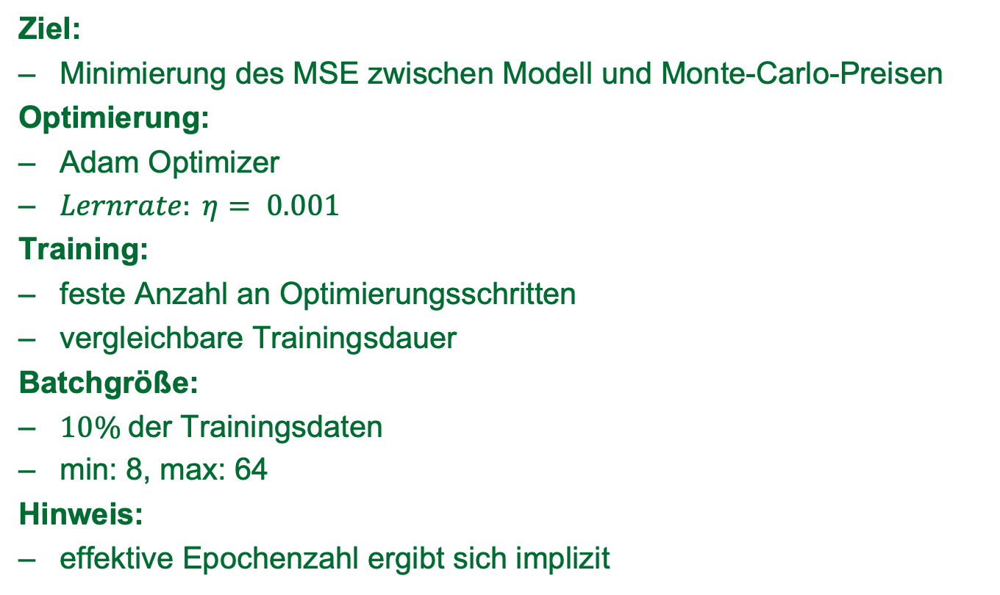 Ziel:
– Minimierung des MSE zwischen Modell und Monte-Carlo-Preisen
Optimierung:
– Adam Optimizer
– Lernrate: η = 0.001
Training:
– feste Anzahl an Optimierungsschritten
– vergleichbare Trainingsdauer
Batchgröße:
– 10% der Trainingsdaten
– min: 8, max: 64
Hinweis:
– effektive Epochenzahl ergibt sich implizit